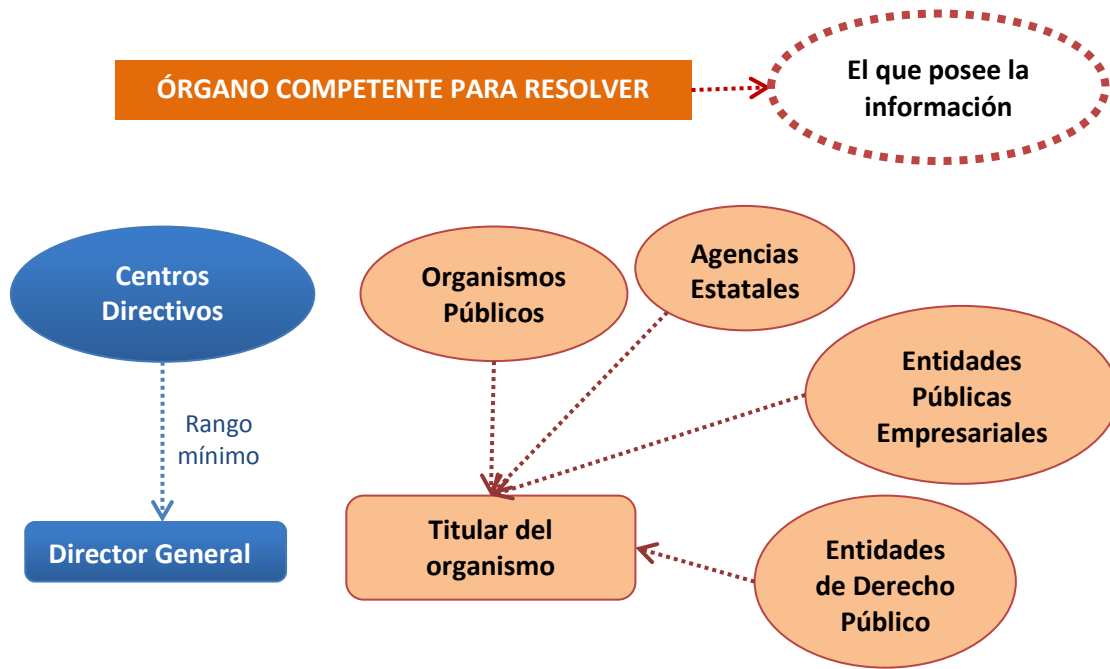 ÓRGANO COMPETENTE PARA RESOLVER
El que posee la
información
Centros
Directivos
Organismos
Públicos
Agencias
Estatales
Entidades
Públicas
Empresariales
Rango
mínimo
Director General
Titular del
organismo
Entidades
de Derecho
Público